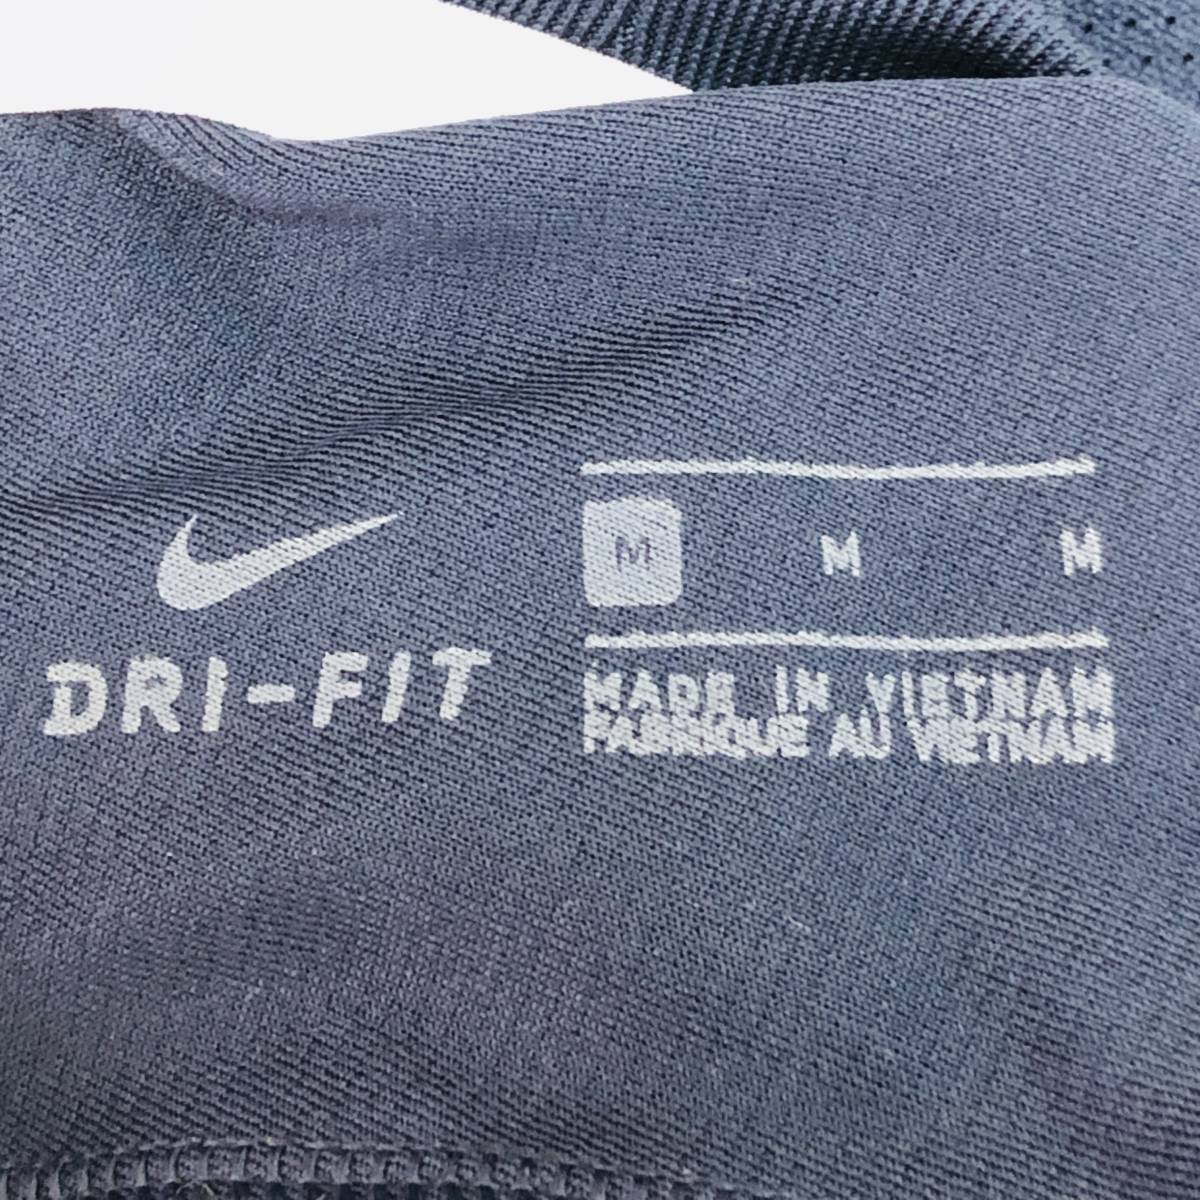 DRI-FIT
M M M
MADE IN VIETNAM
FABRIQUE AU VIETNAM